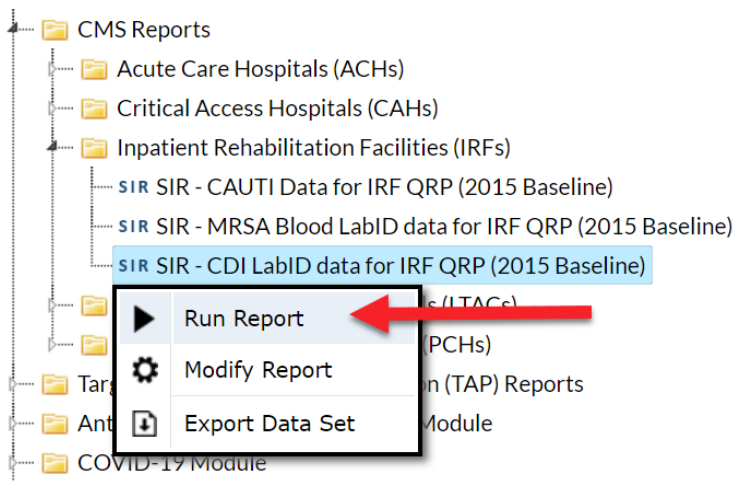 CMS Reports
Acute Care Hospitals (ACHs)
Critical Access Hospitals (CAHs)
Inpatient Rehabilitation Facilities (IRFs)
SIR SIR - CAUTI Data for IRF QRP (2015 Baseline)
SIR SIR - MRSA Blood LabID data for IRF QRP (2015 Baseline)
SIR SIR - CDI LabID data for IRF QRP (2015 Baseline)
Run Report
(PCHs)
Modify Report
(TAP) Reports
Export Data Set
Module
COVID-19 Module